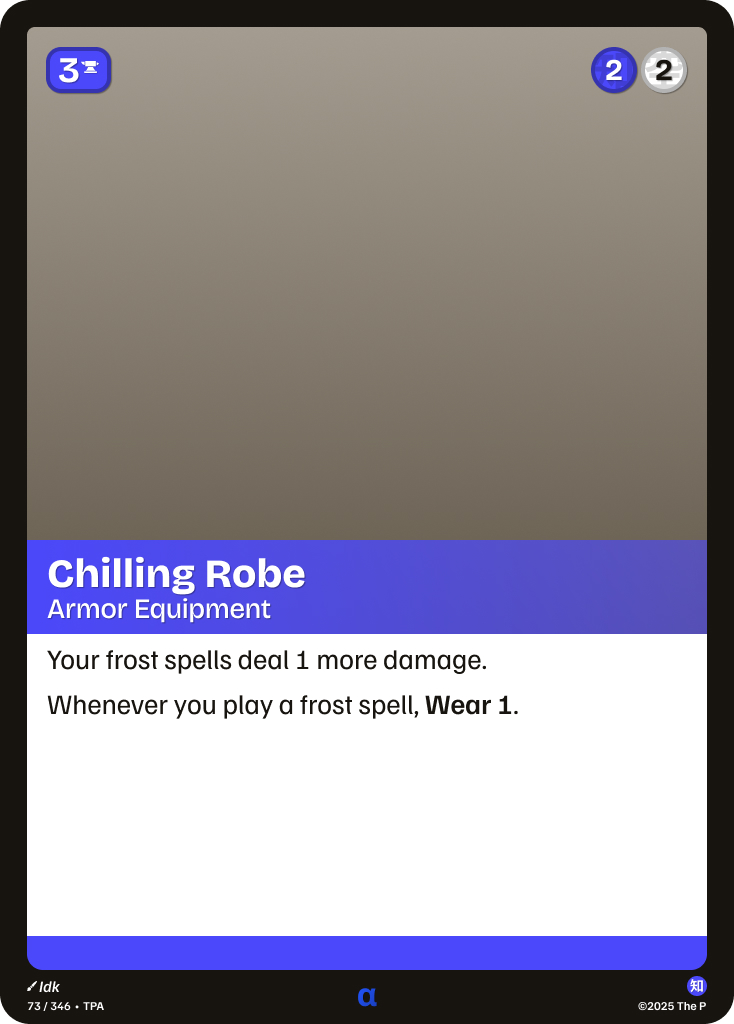 3
2 2
Chilling Robe
Armor Equipment
Your frost spells deal 1 more damage.
Whenever you play a frost spell, Wear 1.
Idk
α
知
73 / 346 • TPA
©2025 The P